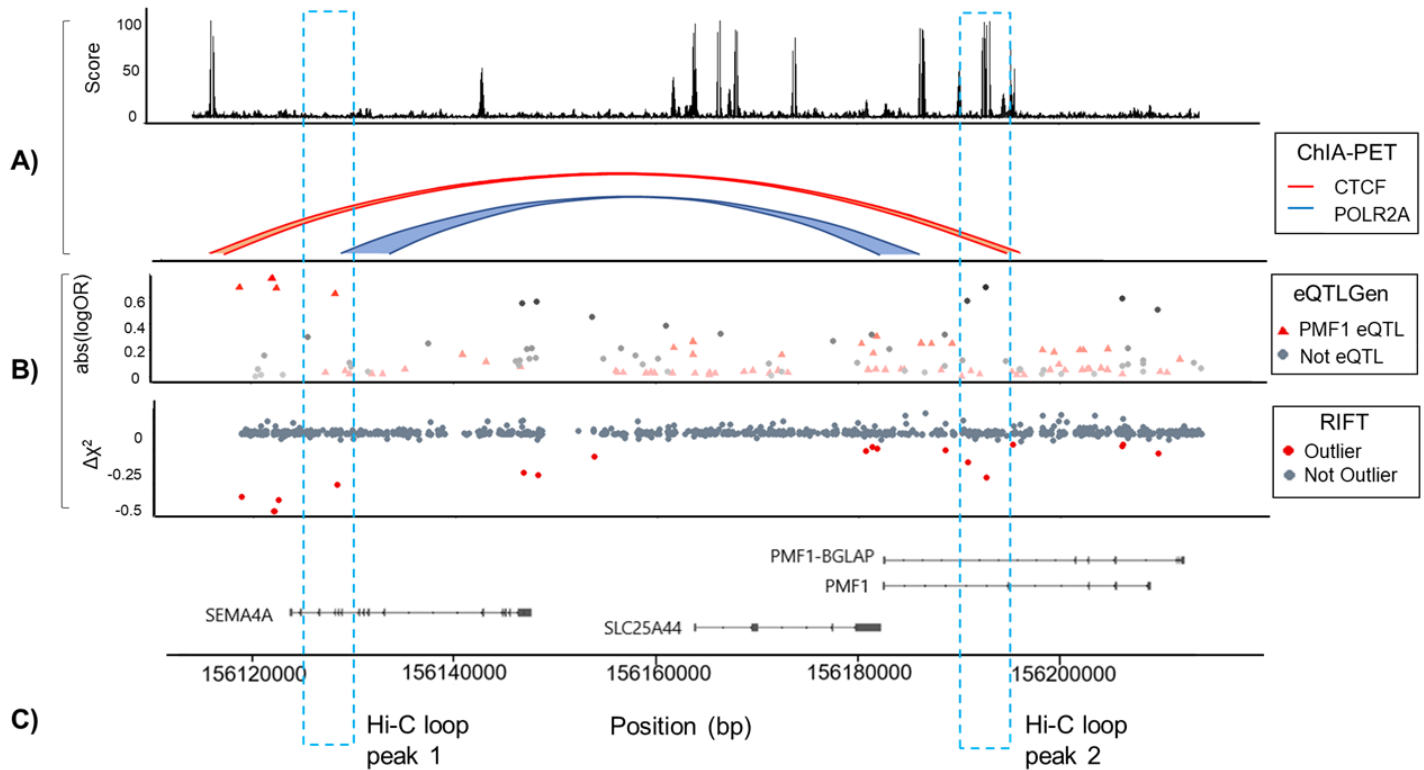 A)
Score
100
50
0
ChIA-PET
CTCF
POLR2A
B)
abs(logOR)
0.6
0.4
0.2
0
eQTLGen
PMF1 eQTL
Not eQTL
Δχ²
0
-0.25
-0.5
RIFT
Outlier
Not Outlier
PMF1-BGLAP
PMF1
SEMA4A
SLC25A44
156120000 156140000 156160000 156180000 156200000
C)
Hi-C loop
peak 1
Position (bp)
Hi-C loop
peak 2